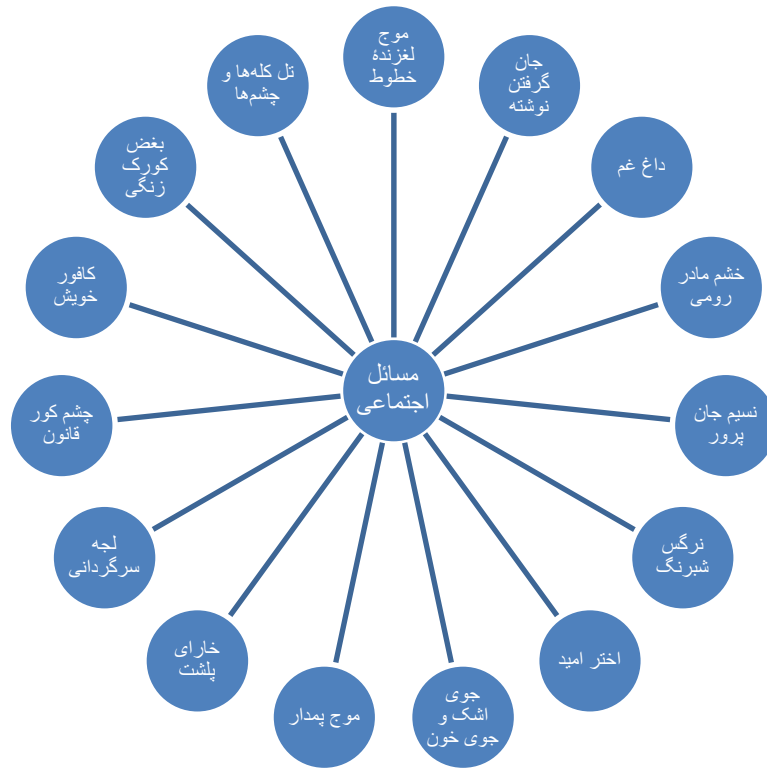 مسائل
اجتماعی
موج
لغزندهٔ
خطوط
جان
گرفتن
نوشته
داغ غم
خشم مادر
رومی
نسیم جان
پرور
نرگس
شبرنگ
اختر امید
جوی
اشک و
جوی خون
موج پمدار
خارای
پلشت
لجه
سرگردانی
چشم کور
قانون
کافور
خویش
بغض
کورک
زنگی
تل کله‌ها و
چشم‌ها